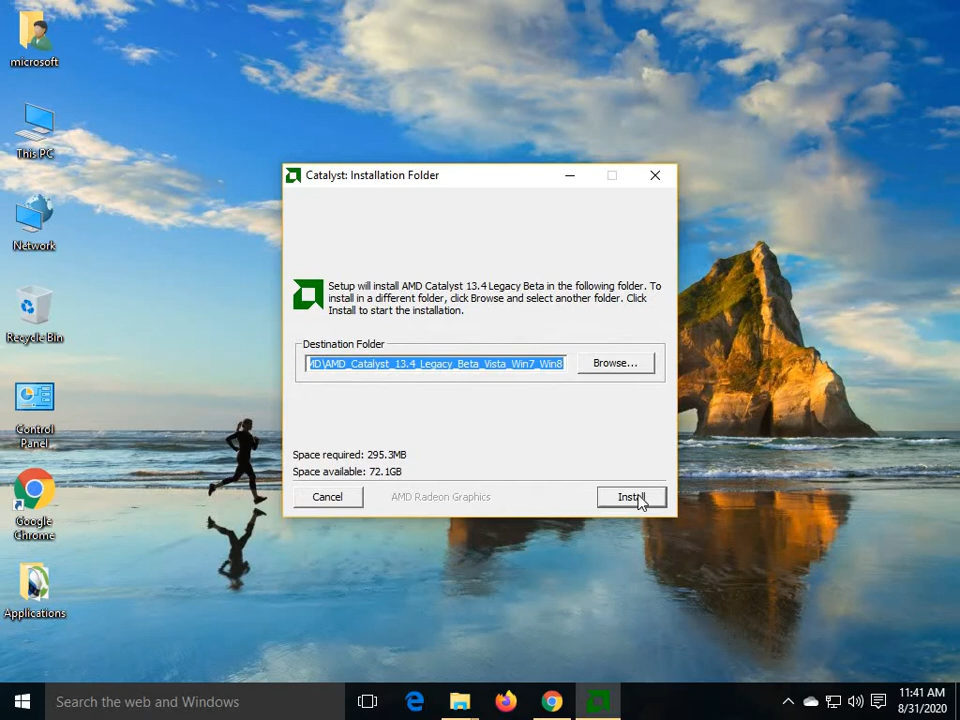 microsoft
This PC
Network
Recycle Bin
Control
Panel
Google
Chrome
Applications
Catalyst: Installation Folder
Setup will install AMD Catalyst 13.4 Legacy Beta in the following folder. To
install in a different folder, click Browse and select another folder. Click
Install to start the installation.
Destination Folder
MD\AMD_Catalyst_13.4_Legacy_Beta_Vista_Win7_Win8
Browse...
Space required: 295.3MB
Space available: 72.1GB
Cancel
AMD Radeon Graphics
Install
Search the web and Windows
11:41 AM
8/31/2020